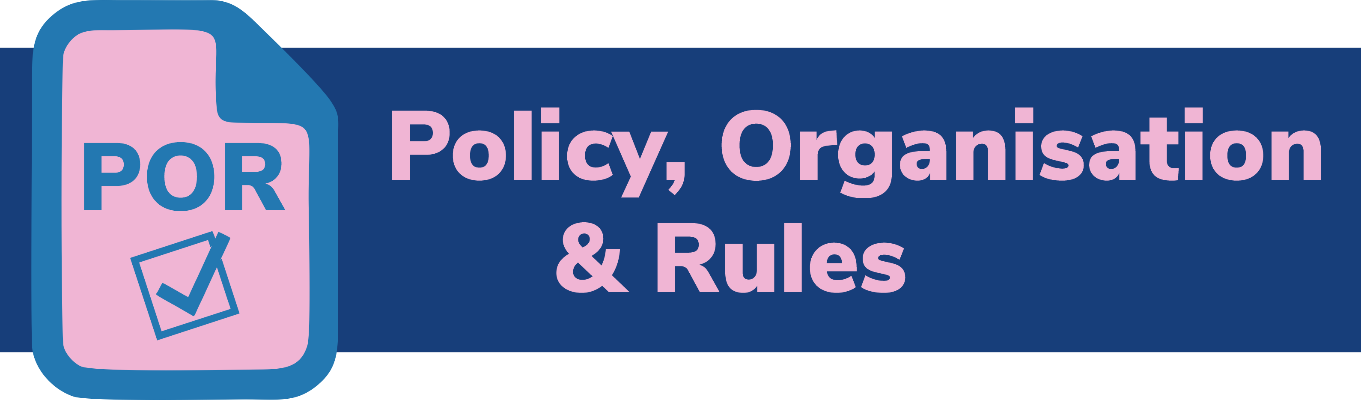 POR
Policy, Organisation
& Rules